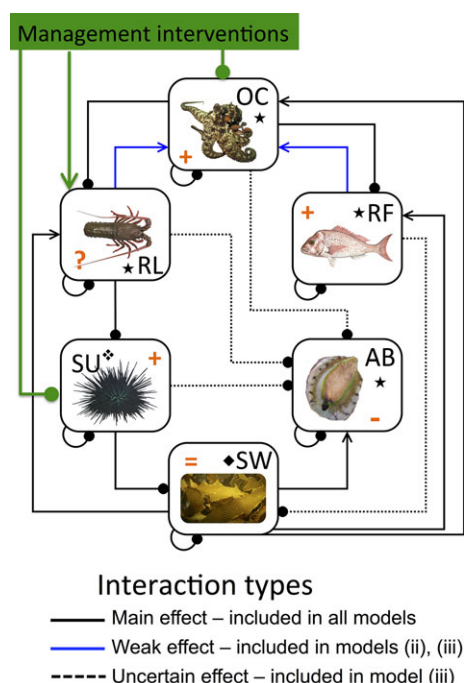 Management interventions
OC
+
+
RF
?
RL
SU
+
AB
-
=
SW
Interaction types
Main effect – included in all models
Weak effect – included in models (ii), (iii)
Uncertain effect – included in model (iii)